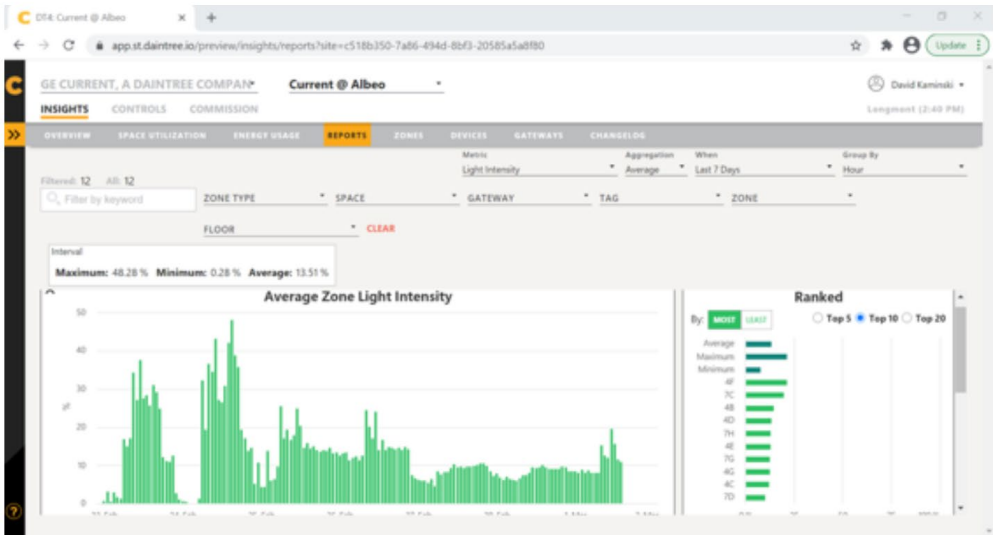 DT4: Current @ Albeo
app.st.daintree.io/preview/insights/reports?site=c518b350-7a86-494d-8bf3-20585a5a8f80
Update
GE CURRENT, A DAINTREE COMPAN
Current @ Albeo
David Kaminski
INSIGHTS CONTROLS COMMISSION
Longmont (2:40 PM)
OVERVIEW SPACE UTILIZATION ENERGY USAGE REPORTS ZONES DEVICES GATEWAYS CHANGELOG
Metric Aggregation When Group By
Light Intensity Average Last 7 Days Hour
Filtered: 12 All: 12
Filter by keyword ZONE TYPE SPACE GATEWAY TAG ZONE
FLOOR CLEAR
Interval
Maximum: 48.28 % Minimum: 0.28 % Average: 13.51 %
Average Zone Light Intensity
50
40
30
%
20
10
0
Ranked
By: MOST LEAST Top 5 Top 10 Top 20
Average
Maximum
Minimum
4F
7C
4B
4D
7H
4E
7G
4G
4C
7D
?